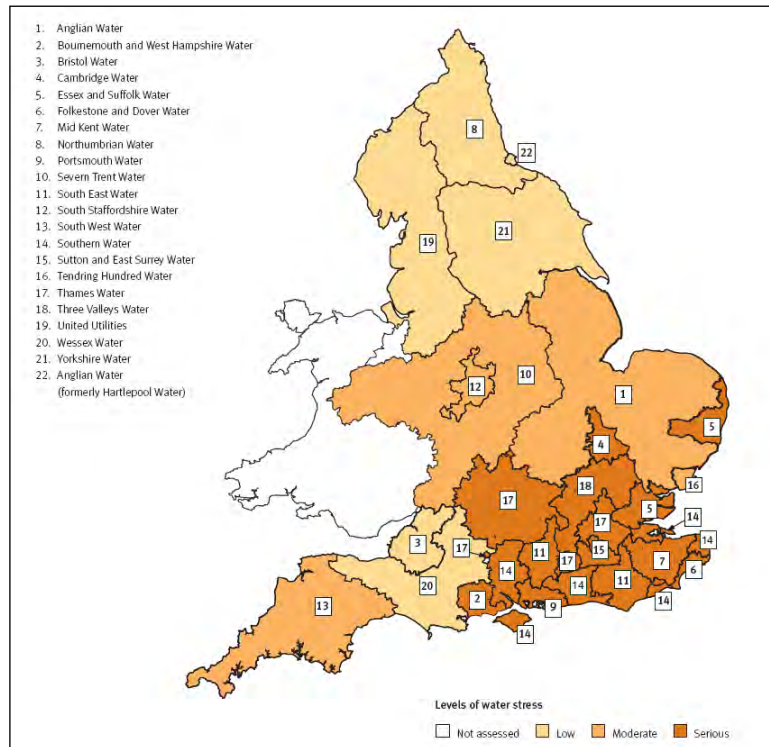 1. Anglian Water
2. Bournemouth and West Hampshire Water
3. Bristol Water
4. Cambridge Water
5. Essex and Suffolk Water
6. Folkestone and Dover Water
7. Mid Kent Water
8. Northumbrian Water
9. Portsmouth Water
10. Severn Trent Water
11. South East Water
12. South Staffordshire Water
13. South West Water
14. Southern Water
15. Sutton and East Surrey Water
16. Tendring Hundred Water
17. Thames Water
18. Three Valleys Water
19. United Utilities
20. Wessex Water
21. Yorkshire Water
22. Anglian Water
(formerly Hartlepool Water)
8
22
21
19
10
12
1
5
4
18
16
17
5
14
17
3
17
11
15
7
14
14
17
6
20
14
11
2
9
14
13
14
Levels of water stress
Not assessed
Low
Moderate
Serious